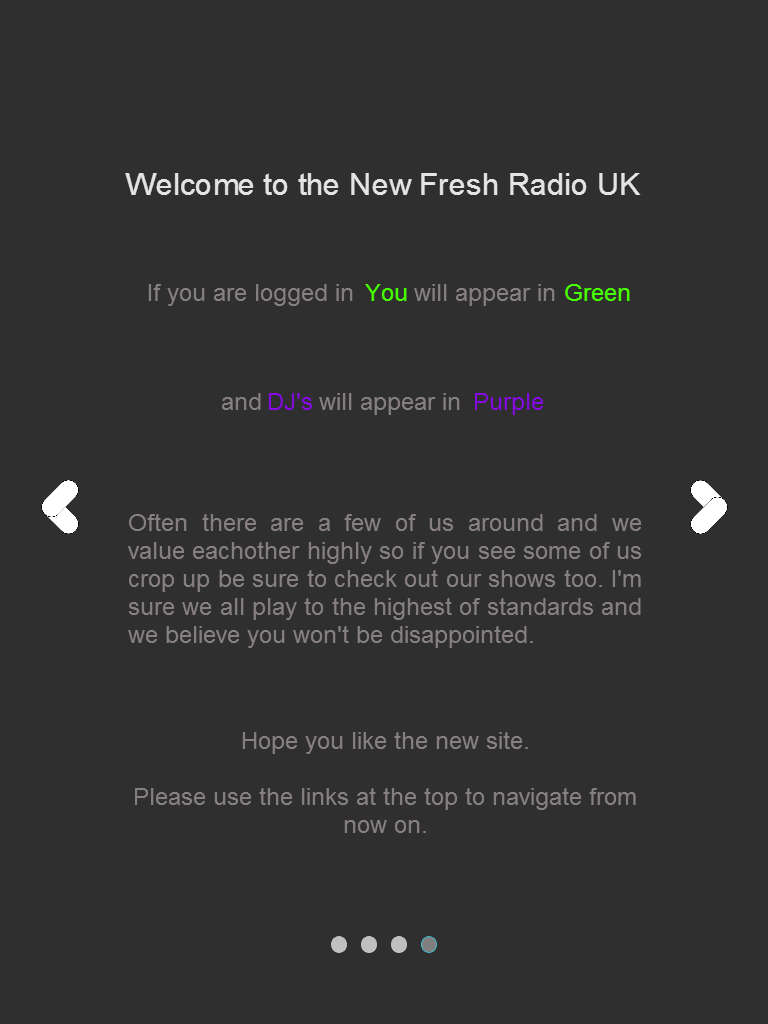 Welcome to the New Fresh Radio UK
If you are logged in You will appear in Green
and DJ's will appear in Purple
Often there are a few of us around and we
value eachother highly so if you see some of us
crop up be sure to check out our shows too. I'm
sure we all play to the highest of standards and
we believe you won't be disappointed.
Hope you like the new site.
Please use the links at the top to navigate from
now on.